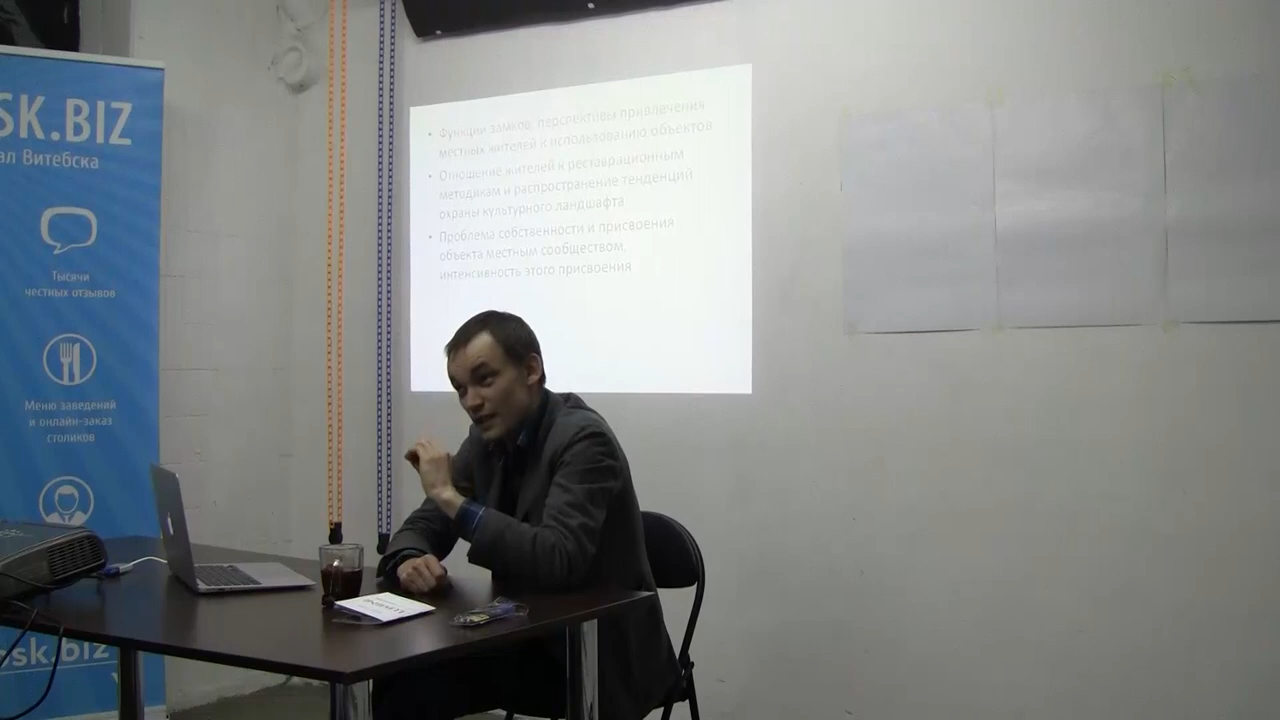 SK.BIZ
ал Витебска
Тысячи
честных отзывов
Меню заведений
и онлайн-заказ
столиков
sk.biz
• Функции замков, перспективы привлечения
местных жителей к использованию объектов
• Отношение жителей к реставрационным
методикам и распространение тенденций
охраны культурного ландшафта
• Проблема собственности и присвоения
объекта местным сообществом,
интенсивность этого присвоения